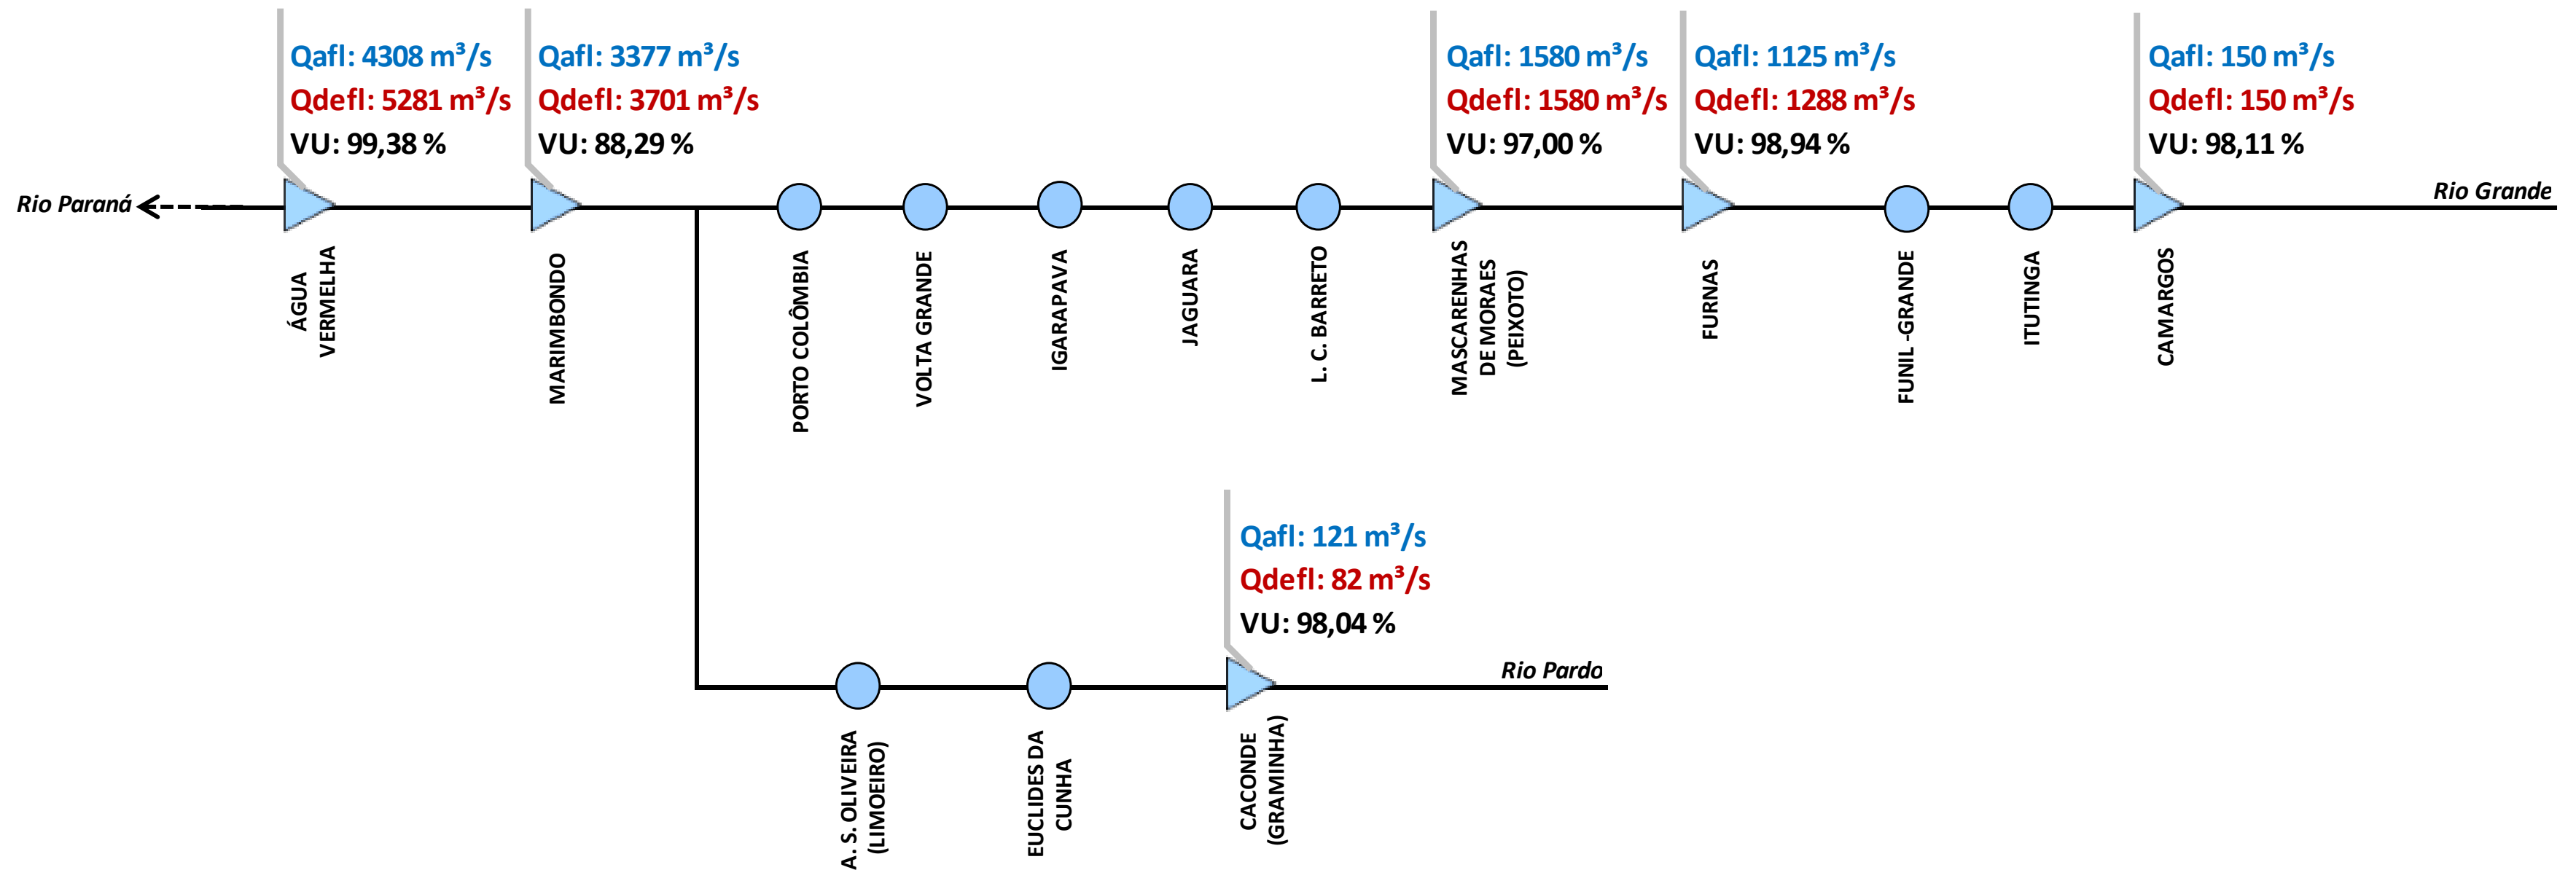 Qafl: 4308 m³/s
Qdefl: 5281 m³/s
VU: 99,38 %
Qafl: 3377 m³/s
Qdefl: 3701 m³/s
VU: 88,29 %
Qafl: 1580 m³/s
Qdefl: 1580 m³/s
VU: 97,00 %
Qafl: 1125 m³/s
Qdefl: 1288 m³/s
VU: 98,94 %
Qafl: 150 m³/s
Qdefl: 150 m³/s
VU: 98,11 %
Rio Paraná
Rio Grande
ÁGUA
VERMELHA
MARIMBONDO
PORTO COLÔMBIA
VOLTA GRANDE
IGARAPAVA
JAGUARA
L. C. BARRETO
MASCARENHAS
DE MORAES
(PEIXOTO)
FURNAS
FUNIL -GRANDE
ITUTINGA
CAMARGOS
Qafl: 121 m³/s
Qdefl: 82 m³/s
VU: 98,04 %
Rio Pardo
A. S. OLIVEIRA
(LIMOEIRO)
EUCLIDES DA
CUNHA
CACONDE
(GRAMINHA)